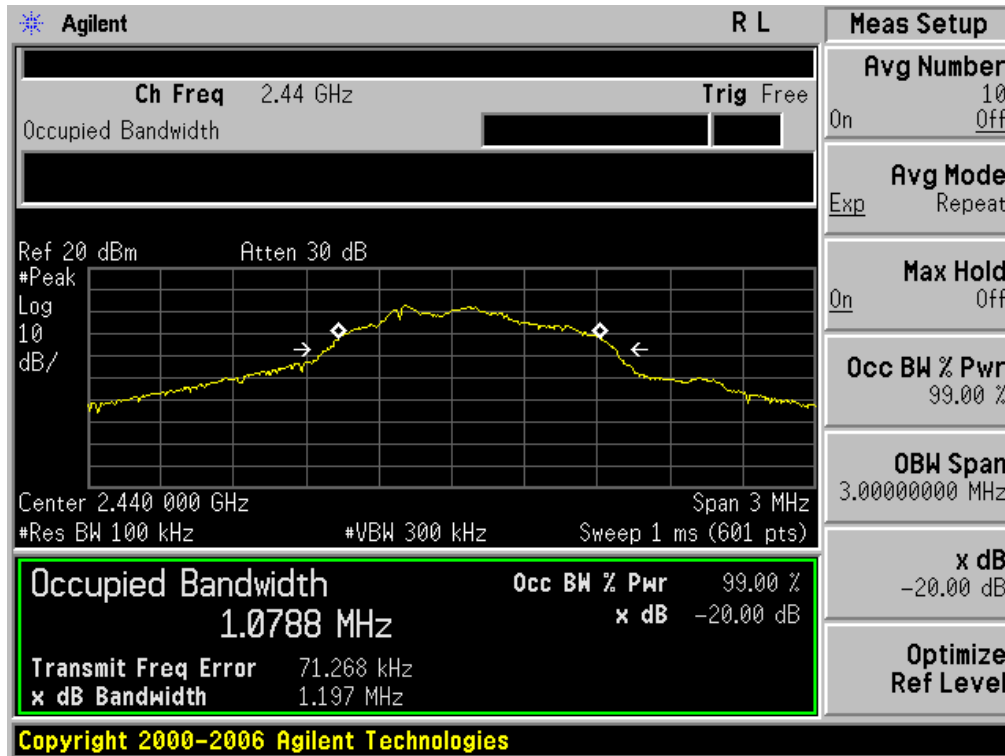 Agilent R L
Ch Freq 2.44 GHz Trig Free
Occupied Bandwidth
Ref 20 dBm Atten 30 dB
#Peak
Log
10
dB/
Center 2.440 000 GHz Span 3 MHz
#Res BW 100 kHz #VBW 300 kHz Sweep 1 ms (601 pts)
Occupied Bandwidth Occ BW % Pwr 99.00 %
1.0788 MHz x dB -20.00 dB
Transmit Freq Error 71.268 kHz
x dB Bandwidth 1.197 MHz
Copyright 2000-2006 Agilent Technologies
Meas Setup
Avg Number
10
On Off
Avg Mode
Exp Repeat
Max Hold
On Off
Occ BW % Pwr
99.00 %
OBW Span
3.00000000 MHz
x dB
-20.00 dB
Optimize
Ref Level